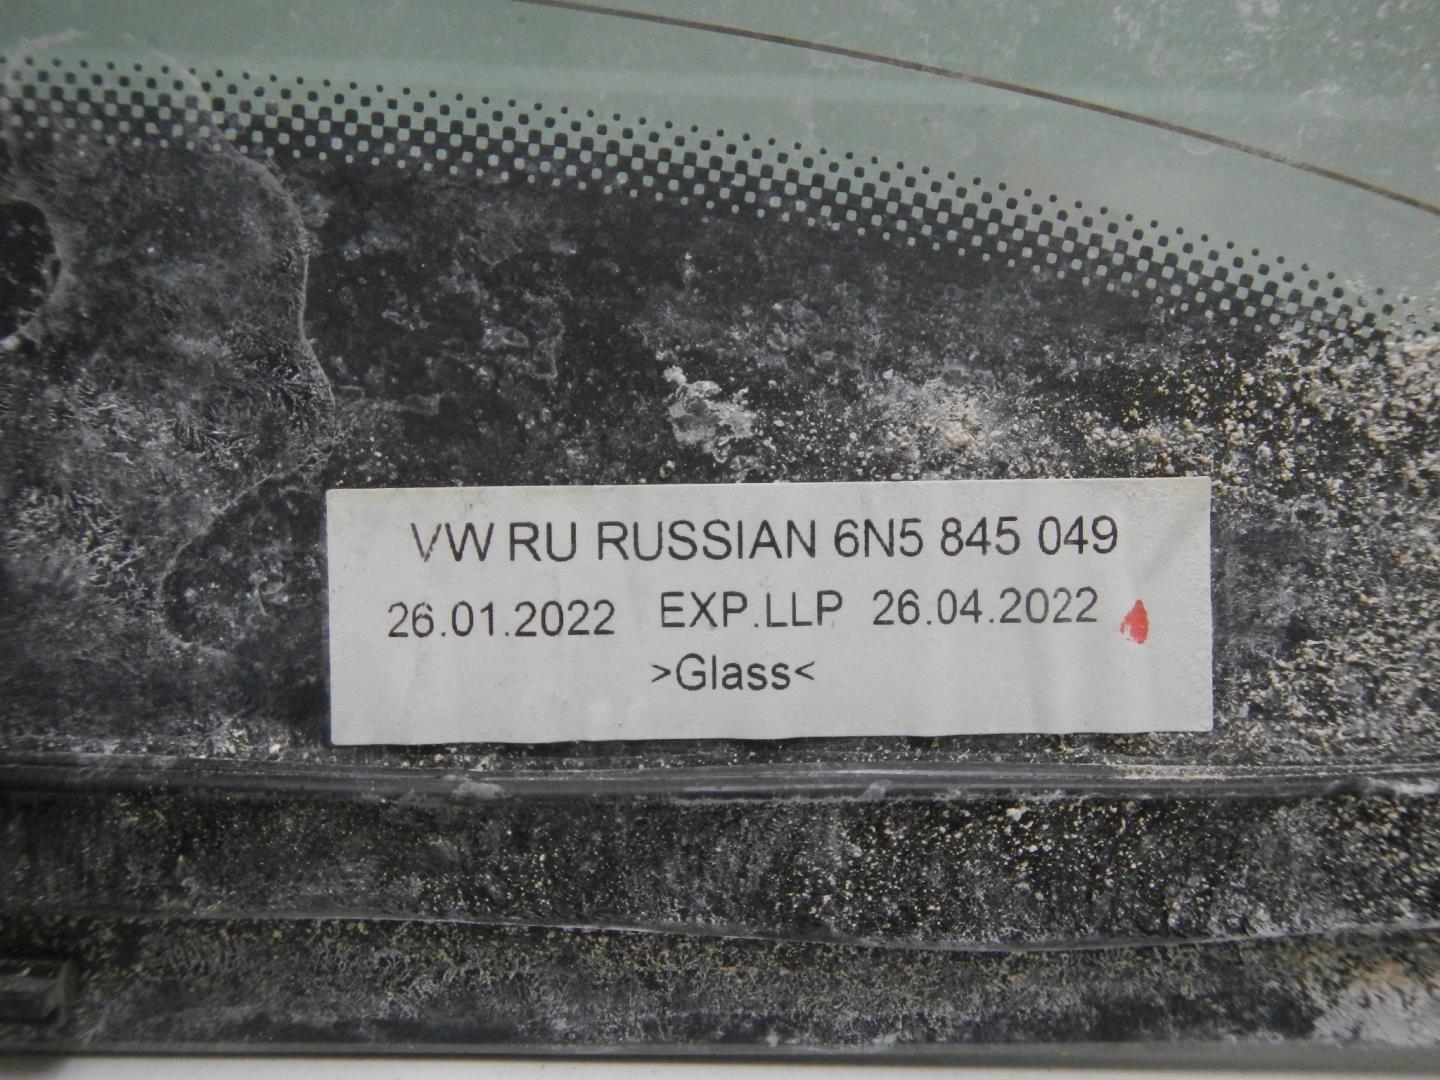 VW RU RUSSIAN 6N5 845 049
26.01.2022 EXP.LLP 26.04.2022
>Glass<